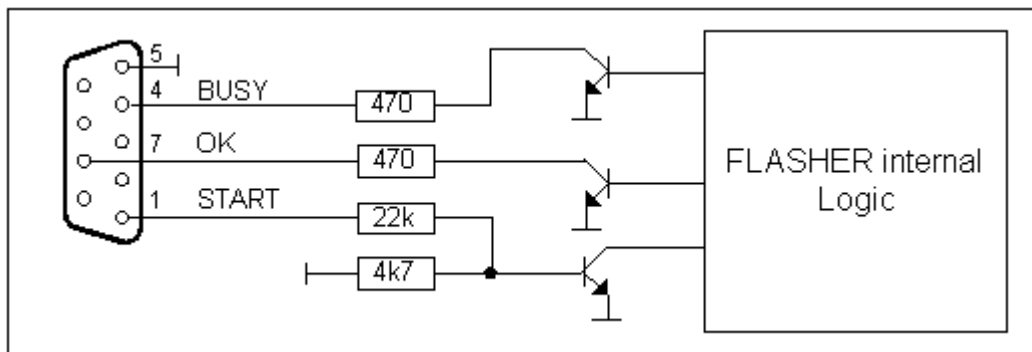 5
4 BUSY 470
7 OK 470
1 START 22k
4k7
FLASHER internal
Logic